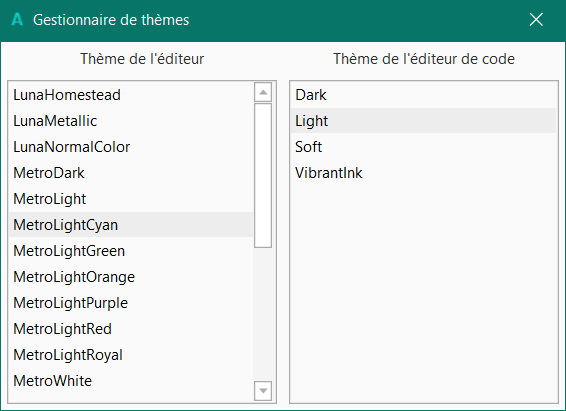 A Gestionnaire de thèmes
Thème de l'éditeur
LunaHomestead
LunaMetallic
LunaNormalColor
MetroDark
MetroLight
MetroLightCyan
MetroLightGreen
MetroLightOrange
MetroLightPurple
MetroLightRed
MetroLightRoyal
MetroWhite
Thème de l'éditeur de code
Dark
Light
Soft
VibrantInk